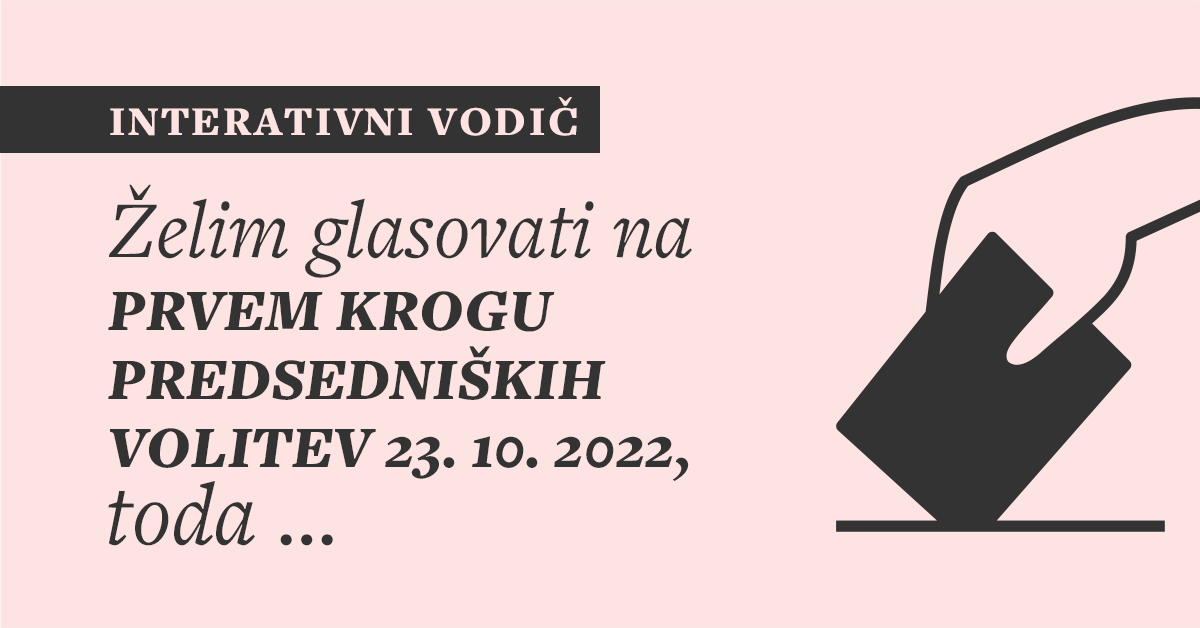 INTERATIVNI VODIČ
Želim glasovati na
PRVEM KROGU
PREDSEDNIŠKIH
VOLITEV 23. 10. 2022,
toda ...